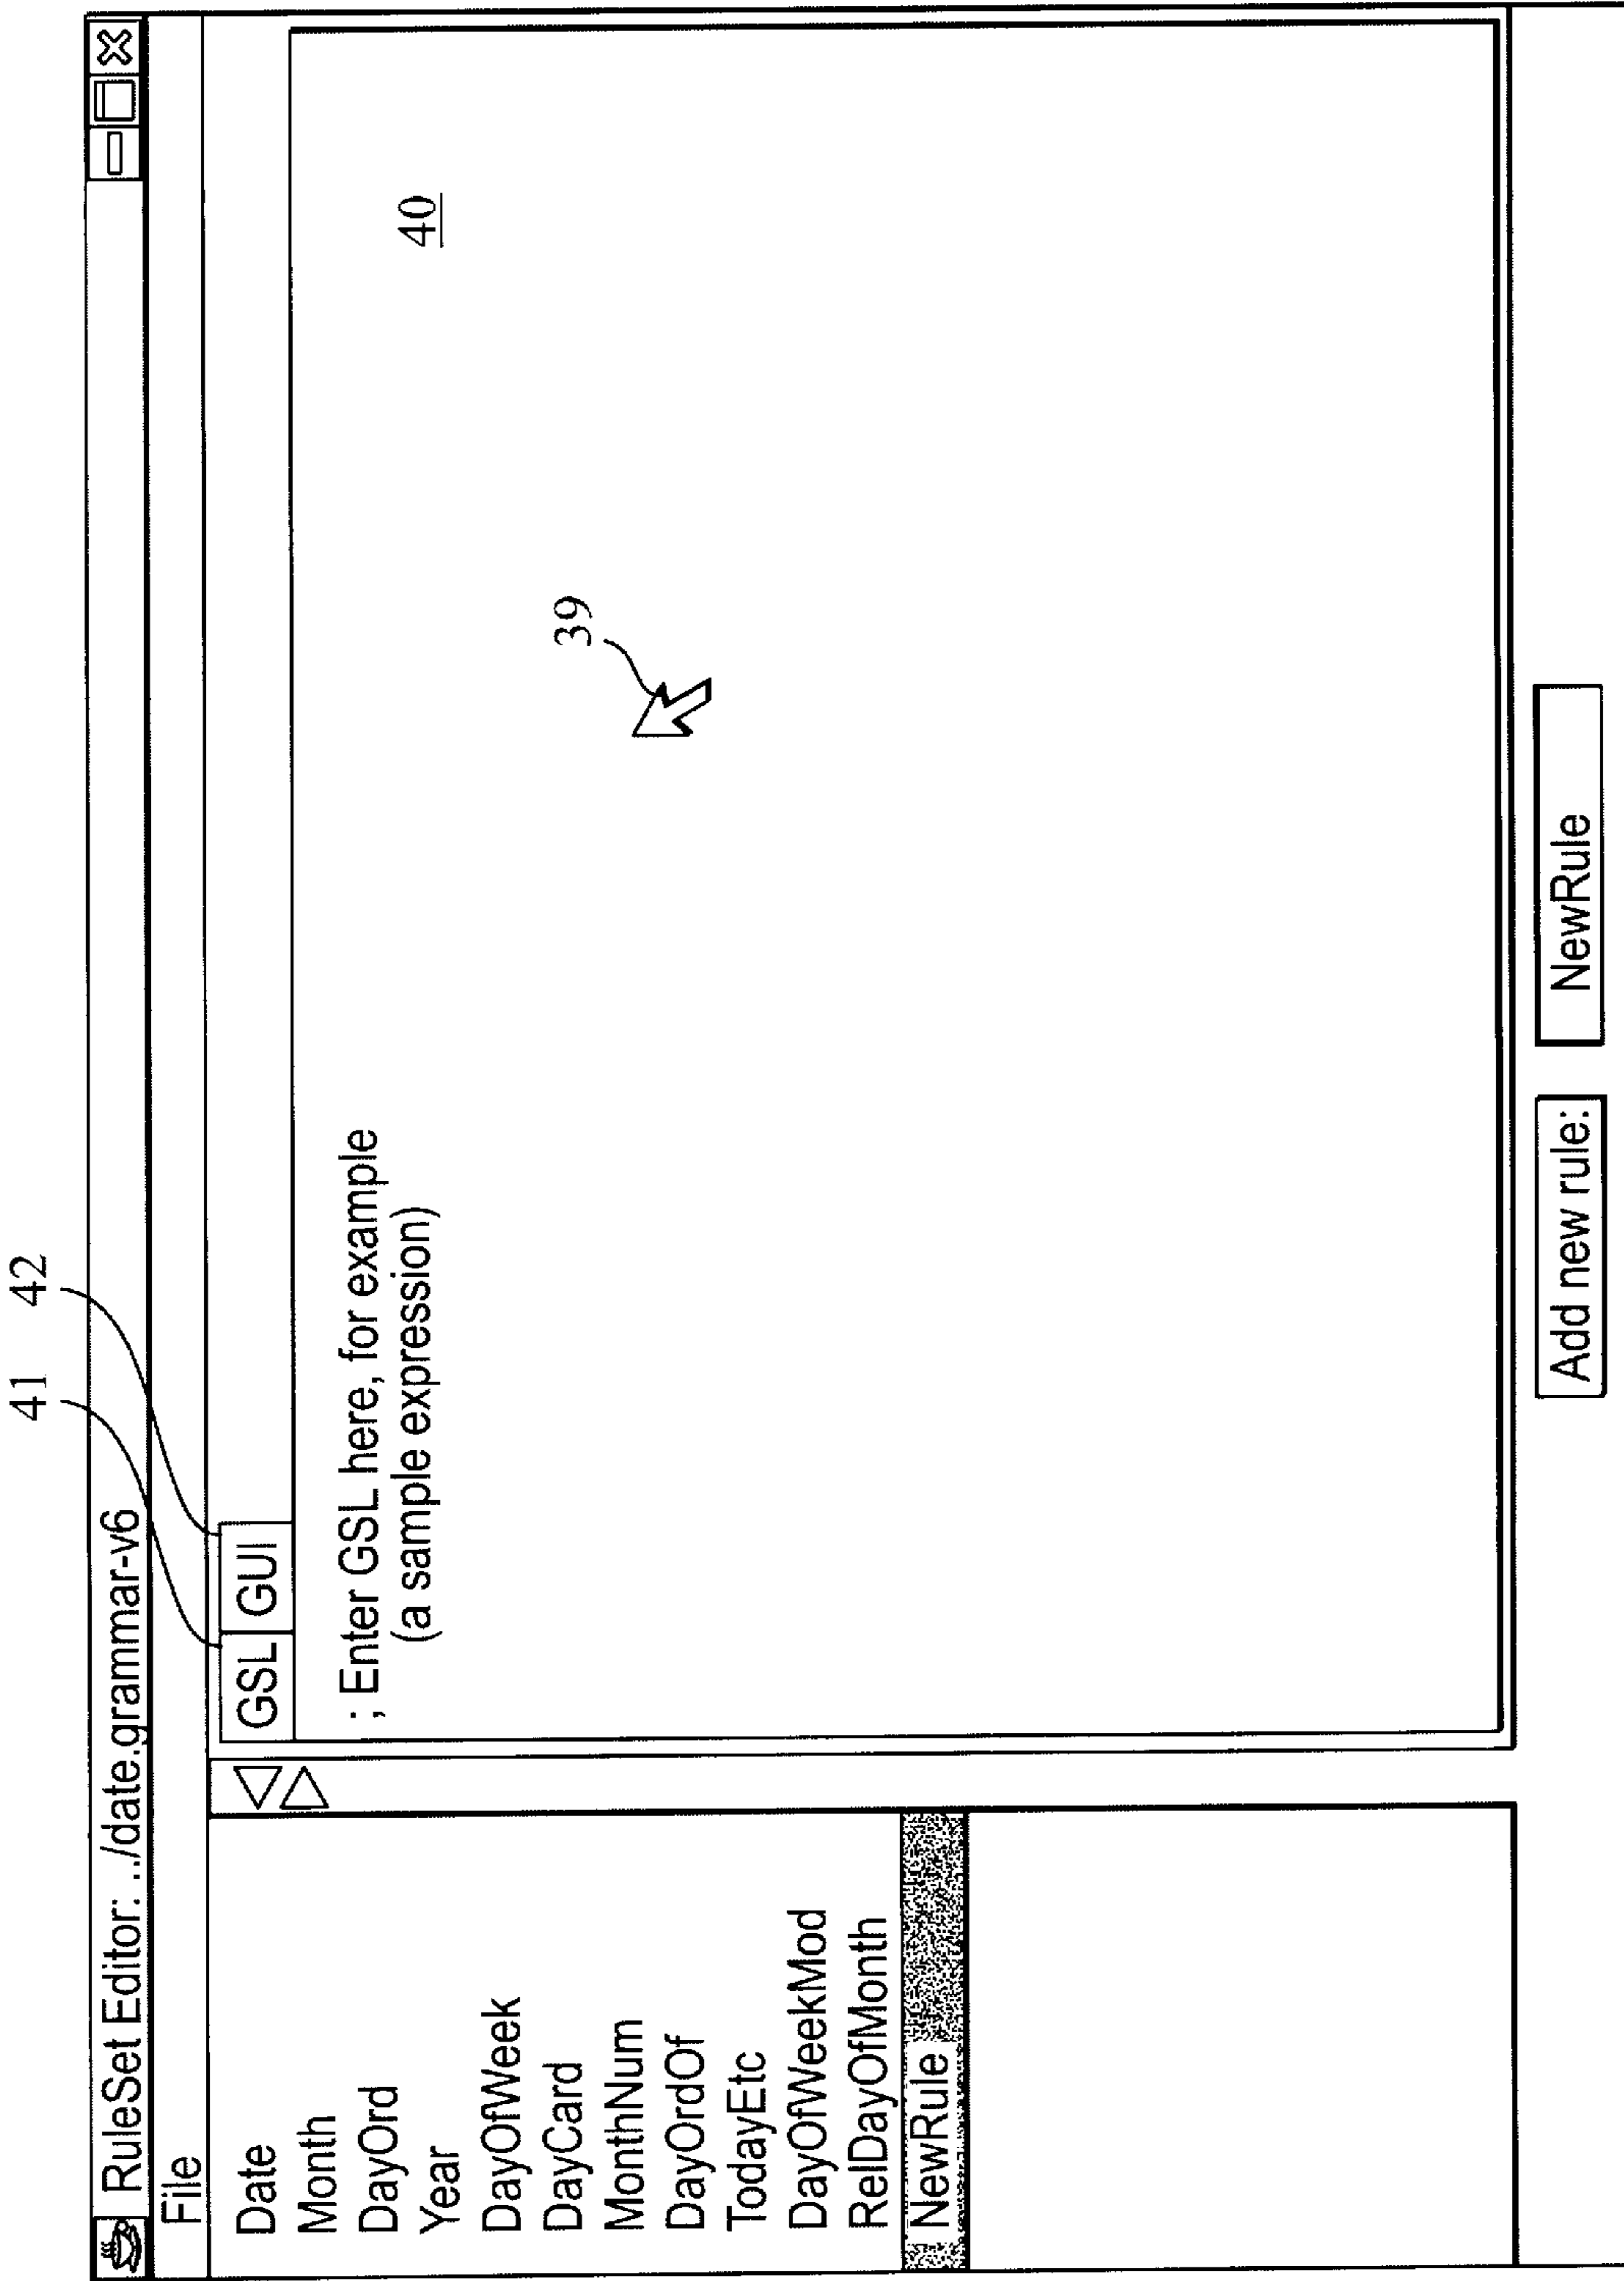 41 42
RuleSet Editor: ../date.grammar-v6
File
Date
Month
DayOrd
Year
DayOfWeek
DayCard
MonthNum
DayOrdOf
TodayEtc
DayOfWeekMod
RelDayOfMonth
NewRule
GSL GUI
; Enter GSL here, for example
(a sample expression)
40
39
Add new rule: NewRule